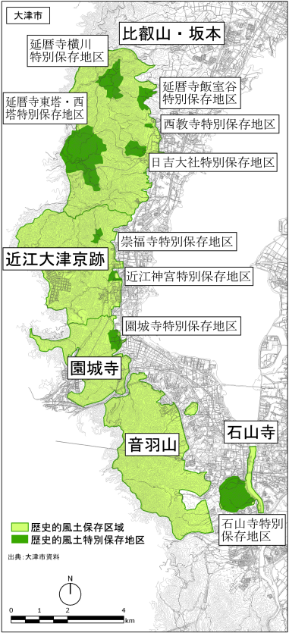 大津市
比叡山・坂本
延暦寺横川
特別保存地区
延暦寺飯室谷
特別保存地区
延暦寺東塔・西
塔特別保存地区
西教寺特別保存地区
日吉大社特別保存地区
崇福寺特別保存地区
近江大津京跡
近江神宮特別保存地区
園城寺特別保存地区
園城寺
石山寺
音羽山
石山寺特別
保存地区
歴史的風土保存区域
歴史的風土特別保存地区
出典：大津市資料
N
0 1 2 4
km